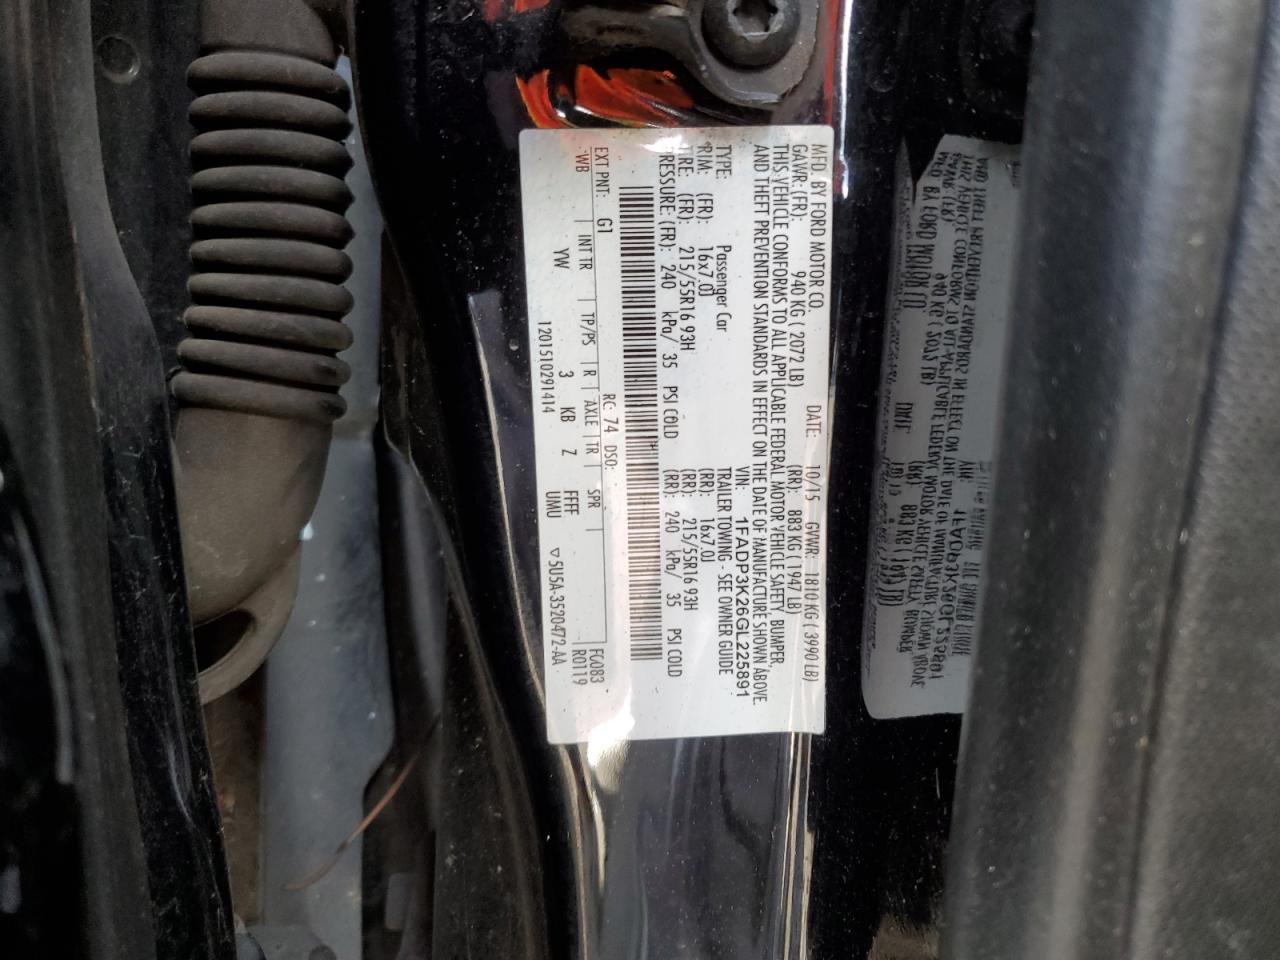 MFD. BY FORD MOTOR CO.
DATE: 10/15 GVWR: 1810 KG ( 3990 LB)
GAWR: (FR): 940 KG ( 2072 LB) (RR): 883 KG ( 1947 LB)
THIS VEHICLE CONFORMS TO ALL APPLICABLE FEDERAL MOTOR VEHICLE SAFETY, BUMPER,
AND THEFT PREVENTION STANDARDS IN EFFECT ON THE DATE OF MANUFACTURE SHOWN ABOVE.
VIN: 1FADP3K26GL225891
TYPE: Passenger Car TRAILER TOWING - SEE OWNER GUIDE
RIM: (FR): 16x7.0J (RR): 16x7.0J
TIRE: (FR): 215/55R16 93H (RR): 215/55R16 93H
PRESSURE: (FR): 240 kPa/ 35 PSI COLD (RR): 240 kPa/ 35 PSI COLD
EXT PNT: G1 RC: 74 DSO: FC083
WB INT TR TP/PS R AXLE TR SPR R0119
YW 3 KB Z FFFF
UMU
1201510291414 ▽5U5A-3520472-AA